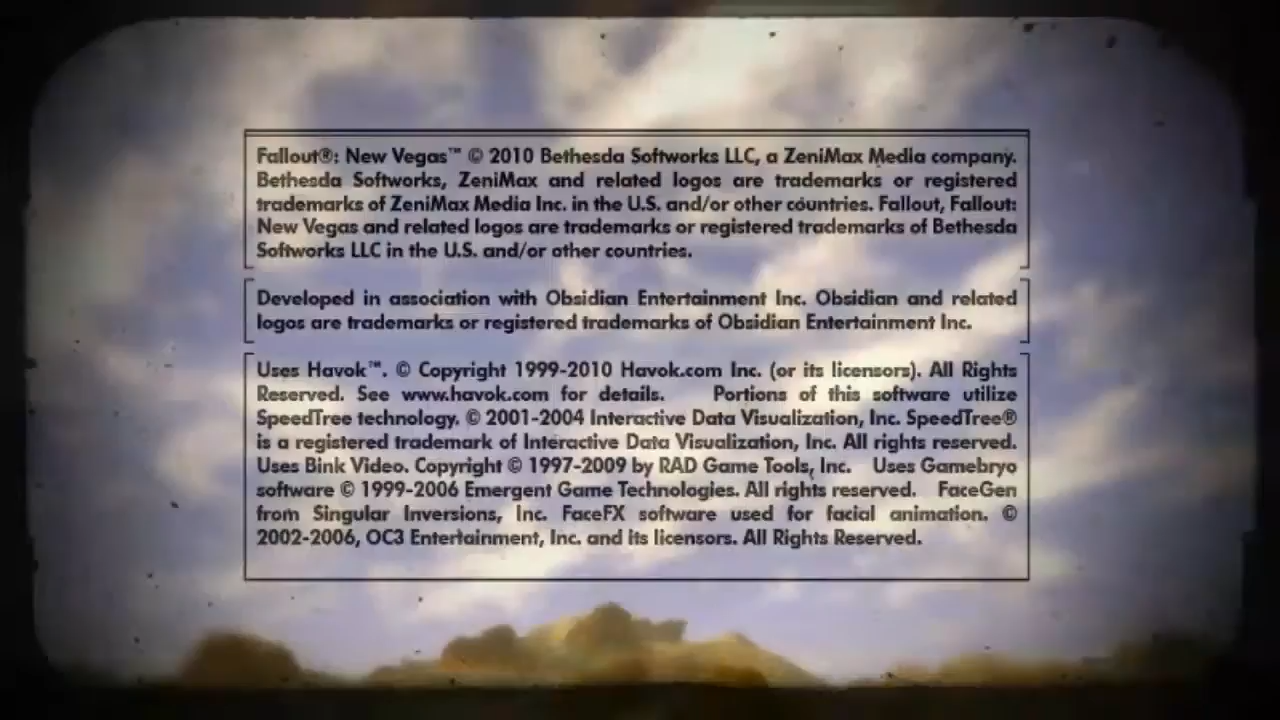 Fallout®: New Vegas™ © 2010 Bethesda Softworks LLC, a ZeniMax Media company.
Bethesda Softworks, ZeniMax and related logos are trademarks or registered
trademarks of ZeniMax Media Inc. in the U.S. and/or other countries. Fallout, Fallout:
New Vegas and related logos are trademarks or registered trademarks of Bethesda
Softworks LLC in the U.S. and/or other countries.
Developed in association with Obsidian Entertainment Inc. Obsidian and related
logos are trademarks or registered trademarks of Obsidian Entertainment Inc.
Uses Havok™. © Copyright 1999-2010 Havok.com Inc. (or its licensors). All Rights
Reserved. See www.havok.com for details. Portions of this software utilize
SpeedTree technology. © 2001-2004 Interactive Data Visualization, Inc. SpeedTree®
is a registered trademark of Interactive Data Visualization, Inc. All rights reserved.
Uses Bink Video. Copyright © 1997-2009 by RAD Game Tools, Inc. Uses Gamebryo
software © 1999-2006 Emergent Game Technologies. All rights reserved. FaceGen
from Singular Inversions, Inc. FaceFX software used for facial animation. ©
2002-2006, OC3 Entertainment, Inc. and its licensors. All Rights Reserved.